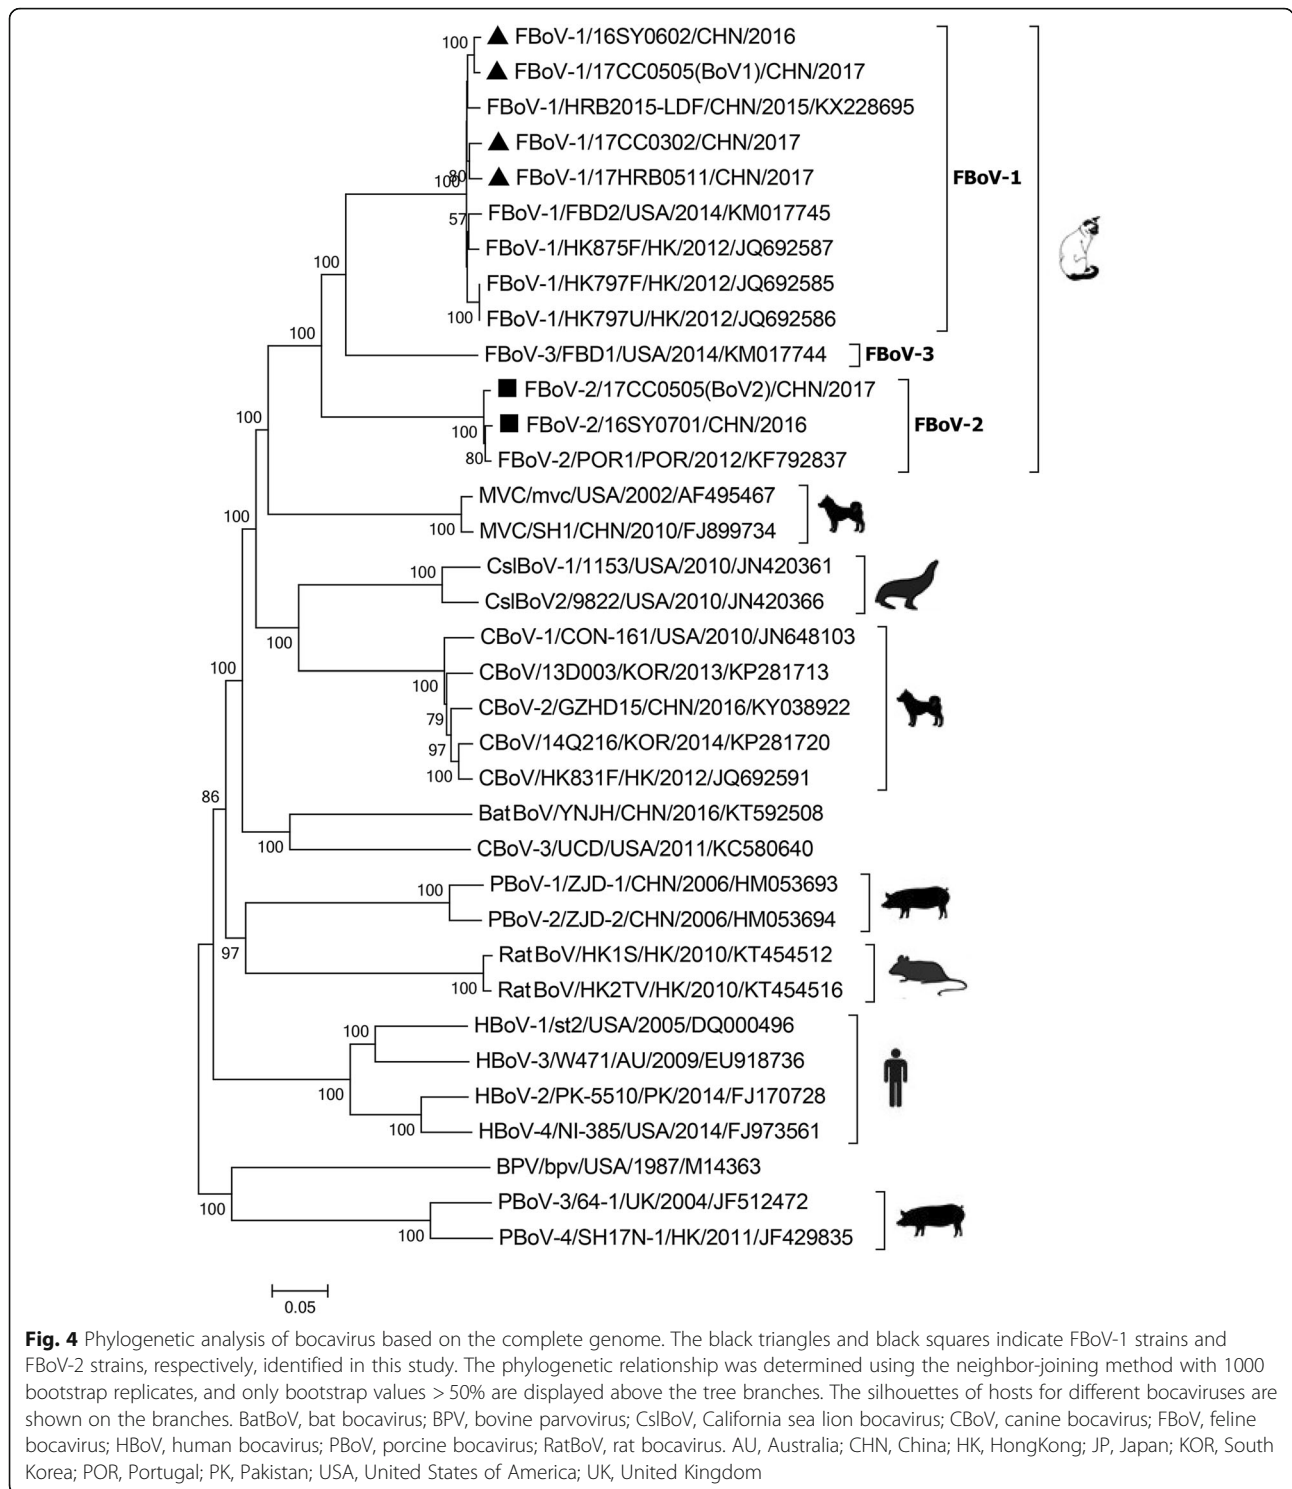 100
▲ FBoV-1/16SY0602/CHN/2016
▲ FBoV-1/17CC0505(BoV1)/CHN/2017
FBoV-1/HRB2015-LDF/CHN/2015/KX228695
▲ FBoV-1/17CC0302/CHN/2017
80
100
▲ FBoV-1/17HRB0511/CHN/2017
FBoV-1
57
FBoV-1/FBD2/USA/2014/KM017745
FBoV-1/HK875F/HK/2012/JQ692587
100
FBoV-1/HK797F/HK/2012/JQ692585
100
FBoV-1/HK797U/HK/2012/JQ692586
100
FBoV-3/FBD1/USA/2014/KM017744
FBoV-3
■ FBoV-2/17CC0505(BoV2)/CHN/2017
100
100
■ FBoV-2/16SY0701/CHN/2016
FBoV-2
80
FBoV-2/POR1/POR/2012/KF792837
MVC/mvc/USA/2002/AF495467
100
100
MVC/SH1/CHN/2010/FJ899734
100
CslBoV-1/1153/USA/2010/JN420361
CslBoV2/9822/USA/2010/JN420366
100
CBoV-1/CON-161/USA/2010/JN648103
100
CBoV/13D003/KOR/2013/KP281713
100
79
CBoV-2/GZHD15/CHN/2016/KY038922
97
CBoV/14Q216/KOR/2014/KP281720
100
CBoV/HK831F/HK/2012/JQ692591
86
BatBoV/YNJH/CHN/2016/KT592508
100
CBoV-3/UCD/USA/2011/KC580640
100
PBoV-1/ZJD-1/CHN/2006/HM053693
PBoV-2/ZJD-2/CHN/2006/HM053694
97
RatBoV/HK1S/HK/2010/KT454512
100
RatBoV/HK2TV/HK/2010/KT454516
100
HBoV-1/st2/USA/2005/DQ000496
HBoV-3/W471/AU/2009/EU918736
100
HBoV-2/PK-5510/PK/2014/FJ170728
100
HBoV-4/NI-385/USA/2014/FJ973561
BPV/bpv/USA/1987/M14363
100
PBoV-3/64-1/UK/2004/JF512472
100
PBoV-4/SH17N-1/HK/2011/JF429835
0.05
Fig. 4 Phylogenetic analysis of bocavirus based on the complete genome. The black triangles and black squares indicate FBoV-1 strains and
FBoV-2 strains, respectively, identified in this study. The phylogenetic relationship was determined using the neighbor-joining method with 1000
bootstrap replicates, and only bootstrap values > 50% are displayed above the tree branches. The silhouettes of hosts for different bocaviruses are
shown on the branches. BatBoV, bat bocavirus; BPV, bovine parvovirus; CslBoV, California sea lion bocavirus; CBoV, canine bocavirus; FBoV, feline
bocavirus; HBoV, human bocavirus; PBoV, porcine bocavirus; RatBoV, rat bocavirus. AU, Australia; CHN, China; HK, HongKong; JP, Japan; KOR, South
Korea; POR, Portugal; PK, Pakistan; USA, United States of America; UK, United Kingdom